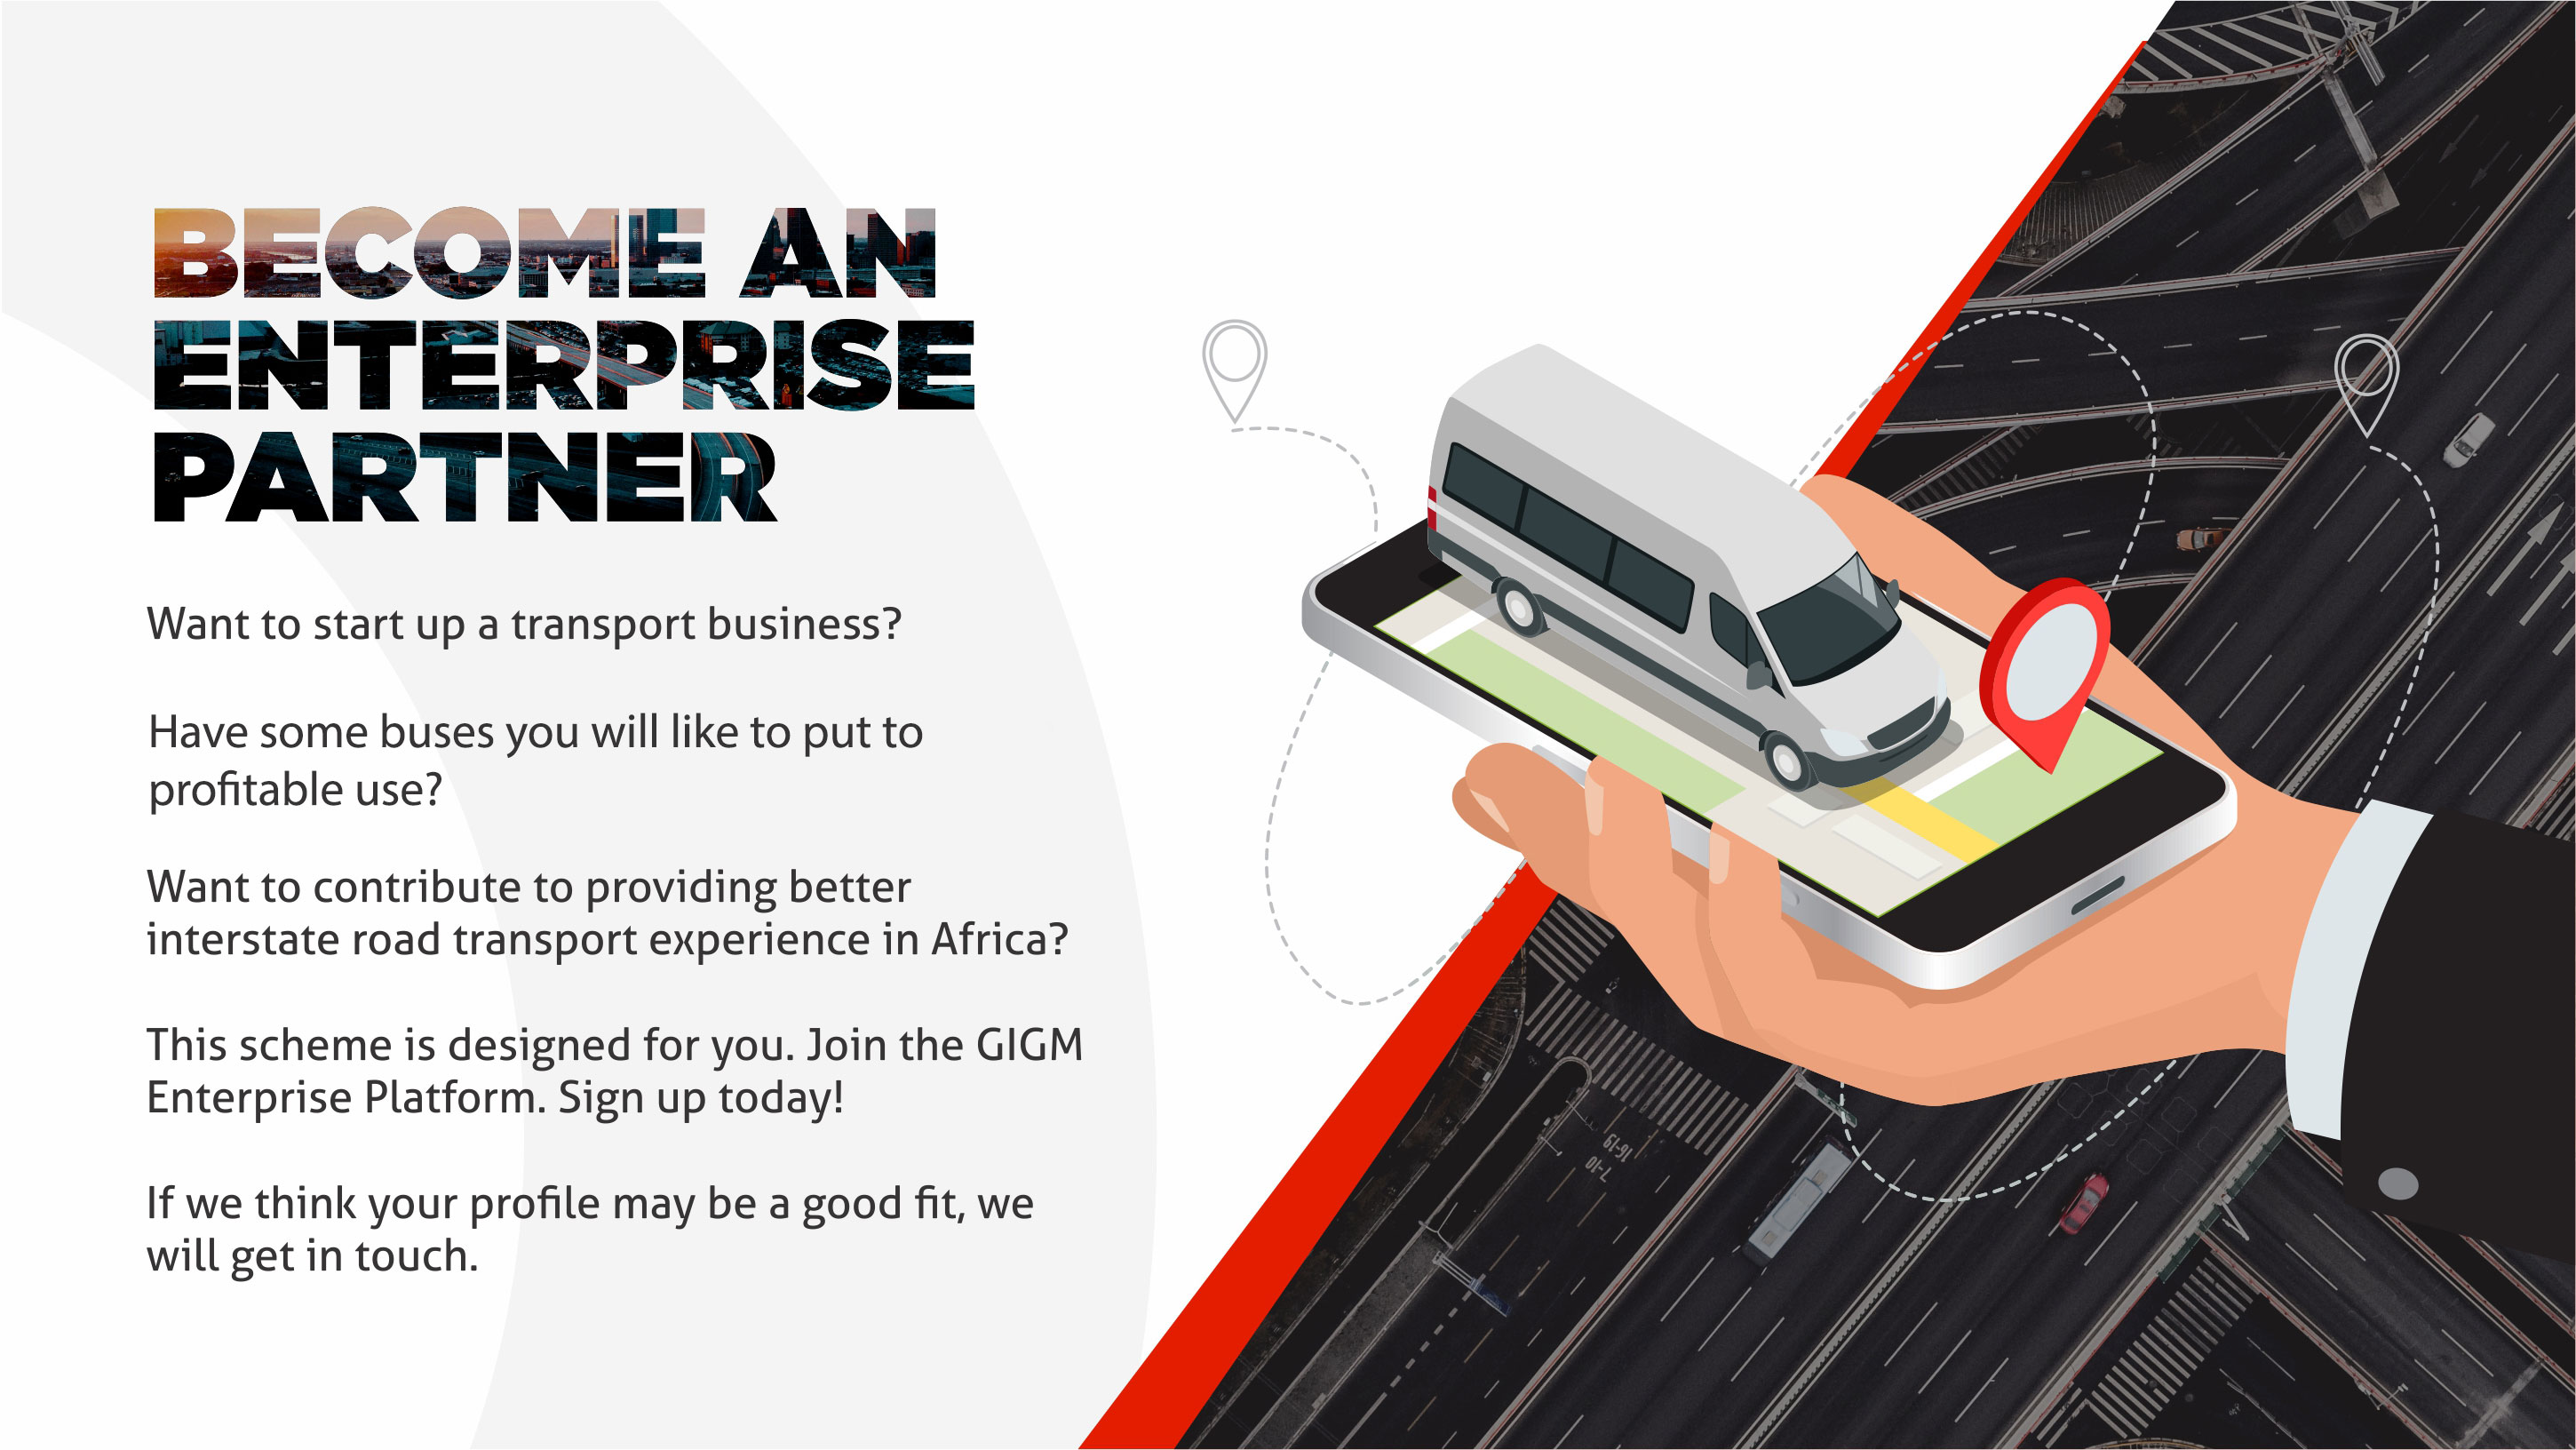 BECOME AN
ENTERPRISE
PARTNER
Want to start up a transport business?
Have some buses you will like to put to
profitable use?
Want to contribute to providing better
interstate road transport experience in Africa?
This scheme is designed for you. Join the GIGM
Enterprise Platform. Sign up today!
If we think your profile may be a good fit, we
will get in touch.